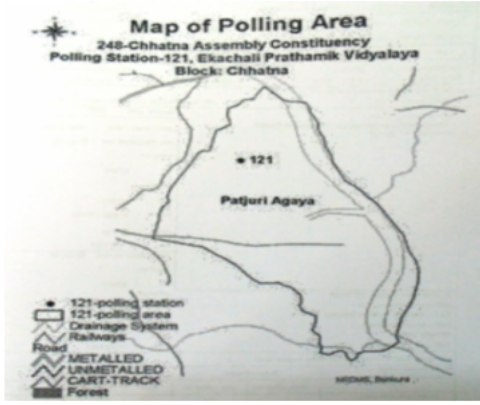 Map of Polling Area
248-Chhatna Assembly Constituency
Polling Station-121, Ekachali Prathamik Vidyalaya
Block: Chhatna
121
Patjuri Agaya
121-polling station
121-polling area
Drainage System
Railways
Road
METALLED
UNMETALLED
CART-TRACK
Forest
Bankura